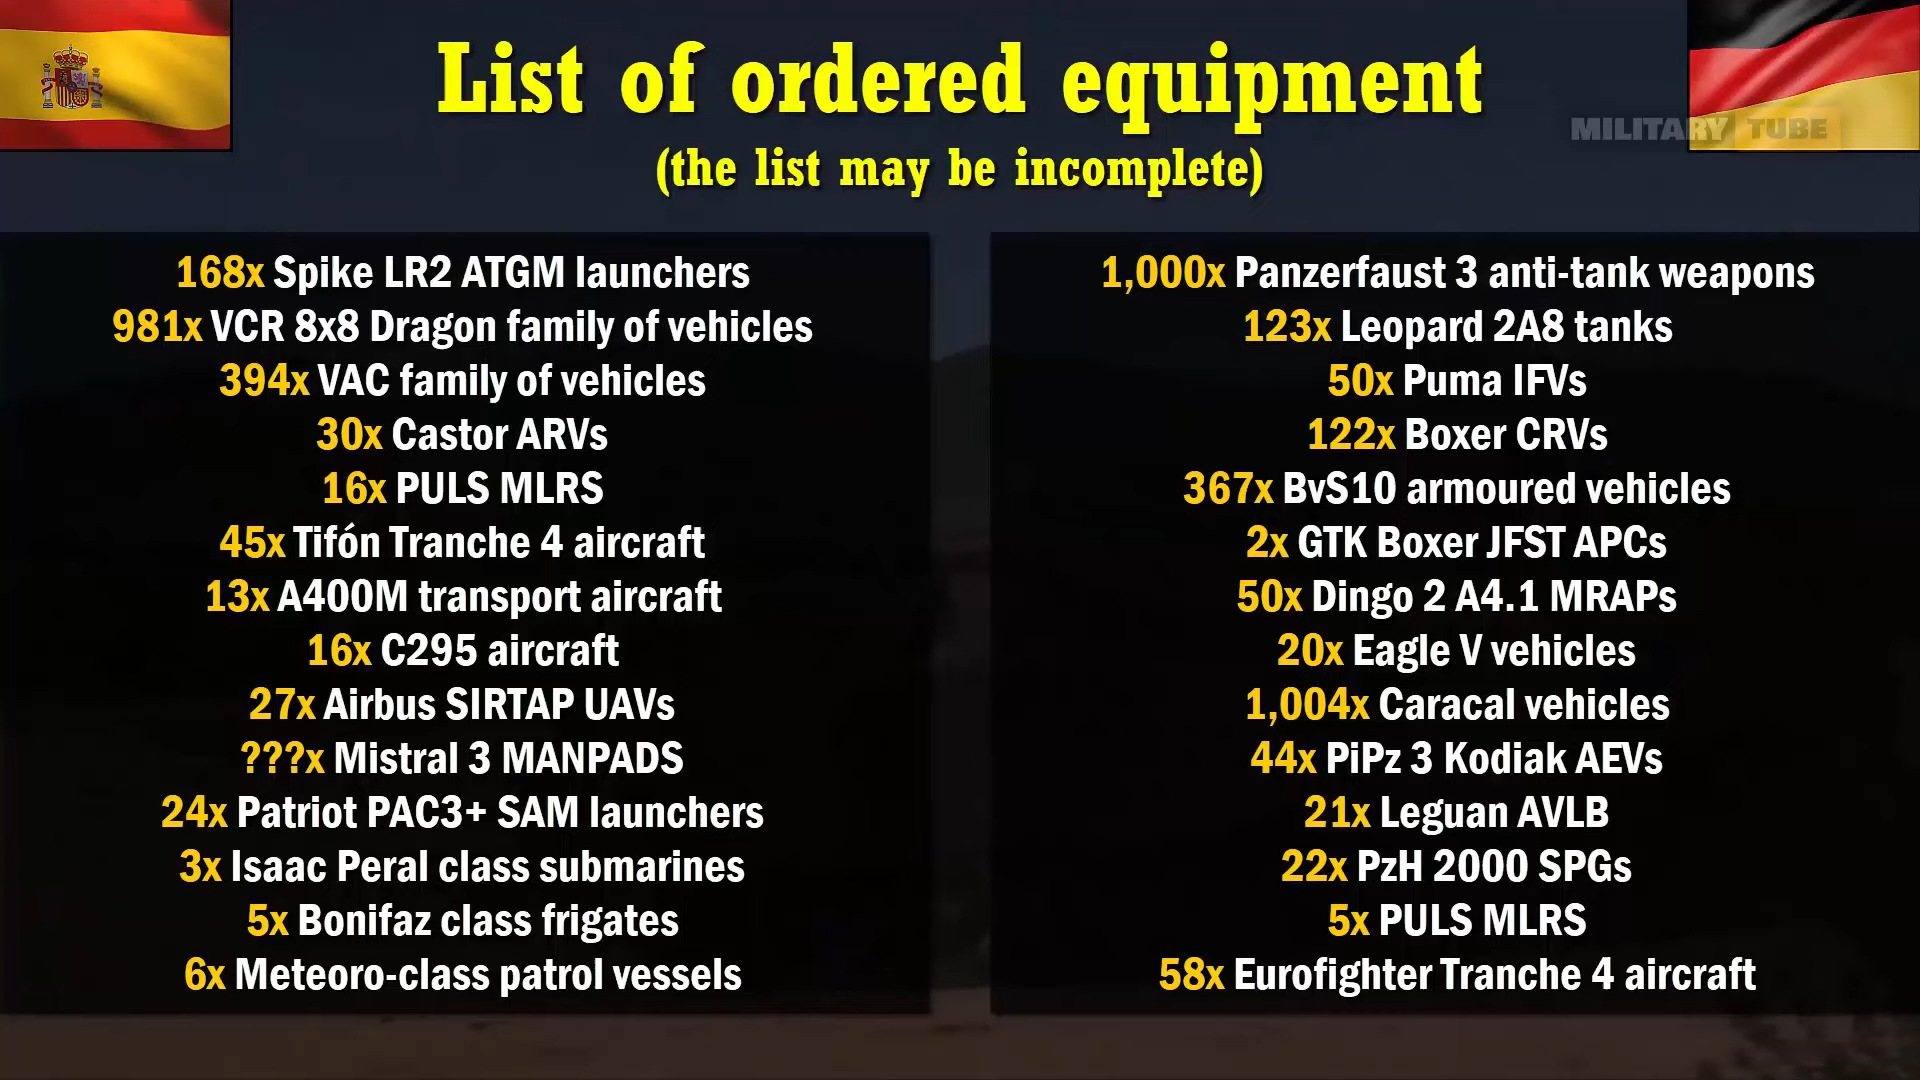 List of ordered equipment
(the list may be incomplete)
MILITARY TUBE
168x Spike LR2 ATGM launchers
981x VCR 8x8 Dragon family of vehicles
394x VAC family of vehicles
30x Castor ARVs
16x PULS MLRS
45x Tifón Tranche 4 aircraft
13x A400M transport aircraft
16x C295 aircraft
27x Airbus SIRTAP UAVs
???x Mistral 3 MANPADS
24x Patriot PAC3+ SAM launchers
3x Isaac Peral class submarines
5x Bonifaz class frigates
6x Meteoro-class patrol vessels
1,000x Panzerfaust 3 anti-tank weapons
123x Leopard 2A8 tanks
50x Puma IFVs
122x Boxer CRVs
367x BvS10 armoured vehicles
2x GTK Boxer JFST APCs
50x Dingo 2 A4.1 MRAPs
20x Eagle V vehicles
1,004x Caracal vehicles
44x PiPz 3 Kodiak AEVs
21x Leguan AVLB
22x PzH 2000 SPGs
5x PULS MLRS
58x Eurofighter Tranche 4 aircraft